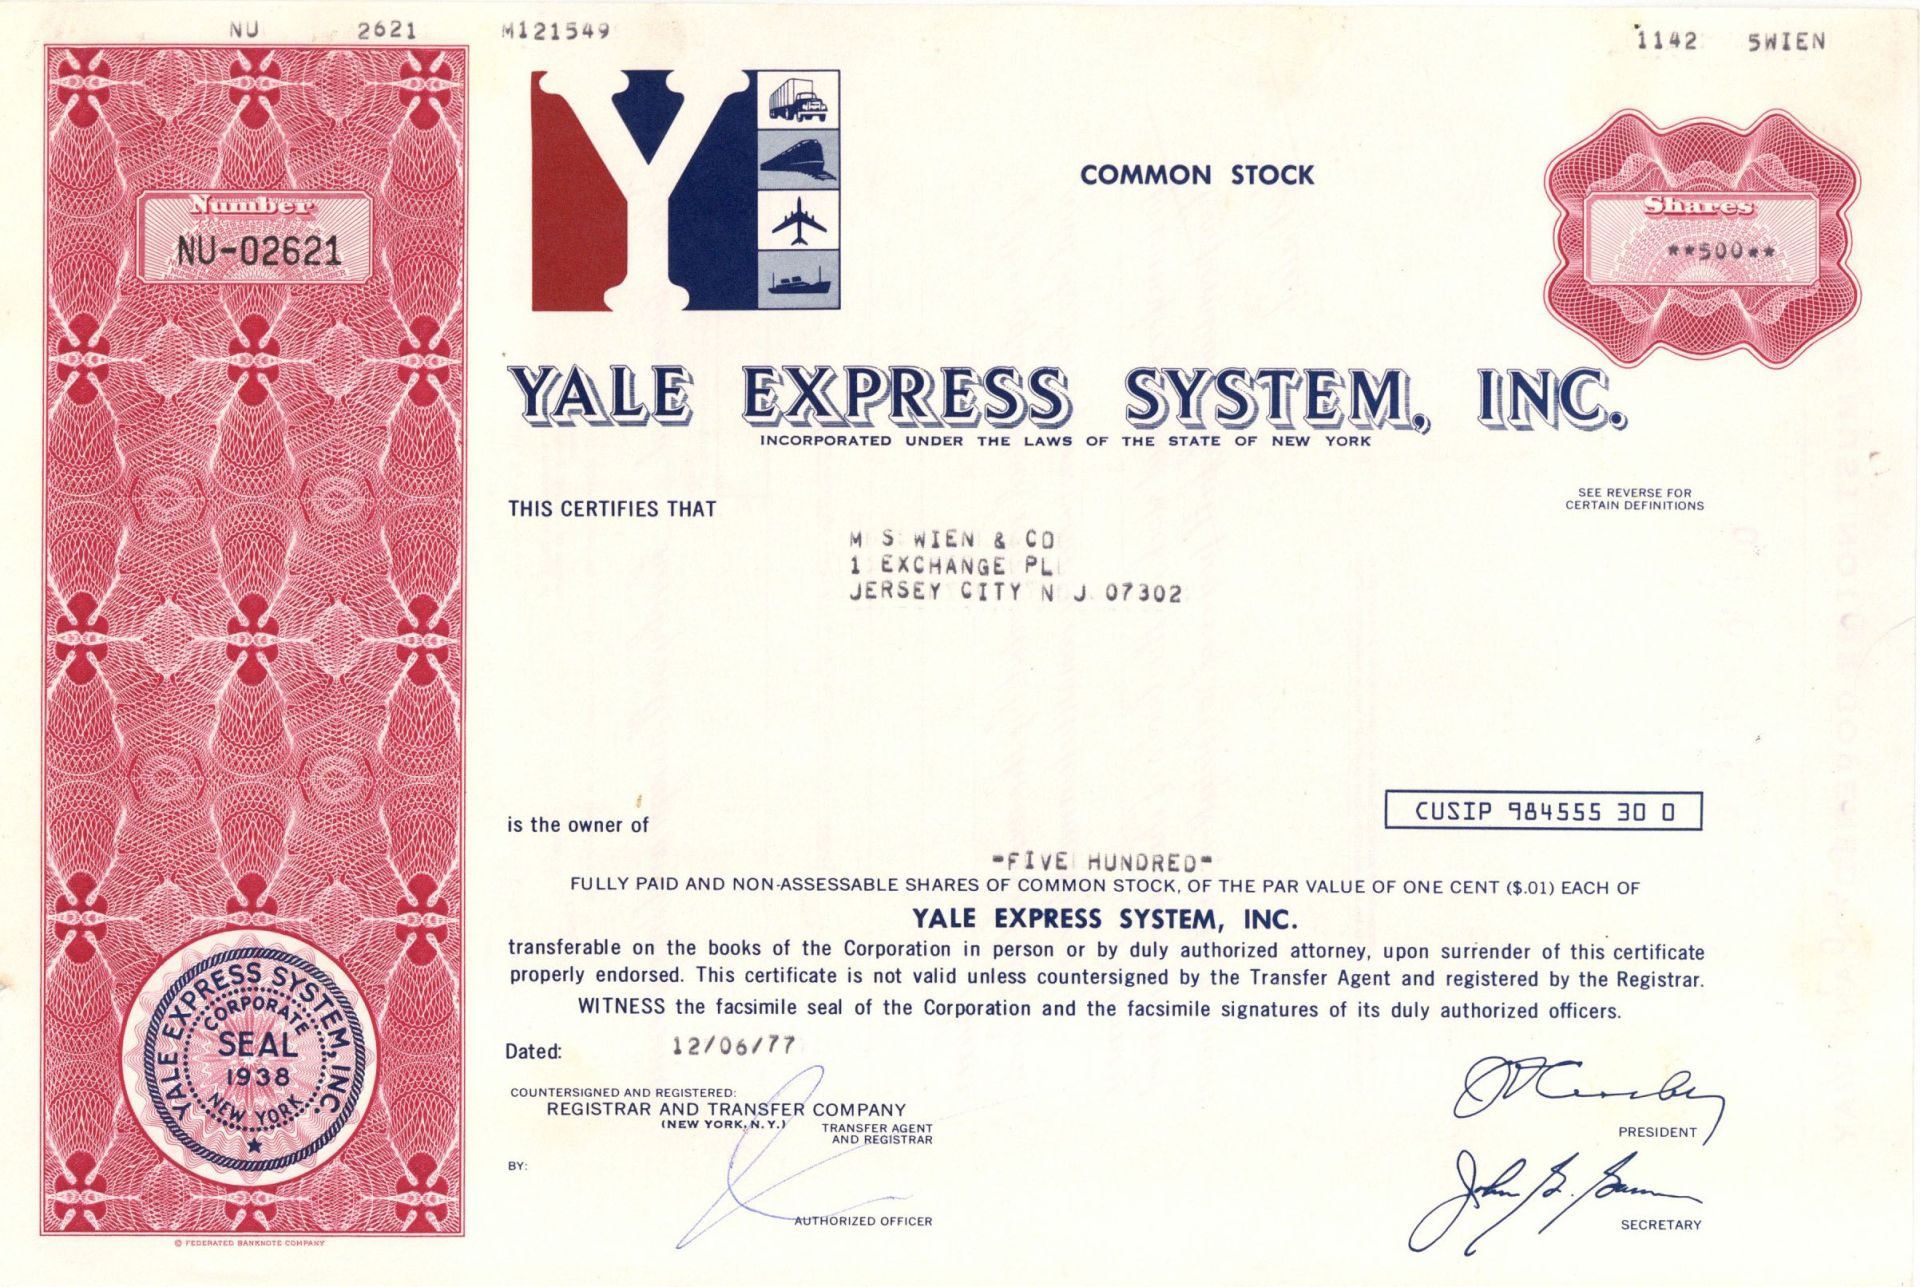 NU 2621 M121549 1142 5WIEN
Y
Number
NU-02621
COMMON STOCK
Shares
**500**
YALE EXPRESS SYSTEM, INC.
INCORPORATED UNDER THE LAWS OF THE STATE OF NEW YORK
SEE REVERSE FOR
CERTAIN DEFINITIONS
THIS CERTIFIES THAT
M S WIEN & CO
1 EXCHANGE PL
JERSEY CITY N J 07302
CUSIP 984555 30 0
is the owner of
-FIVE HUNDRED-
FULLY PAID AND NON-ASSESSABLE SHARES OF COMMON STOCK, OF THE PAR VALUE OF ONE CENT ($.01) EACH OF
YALE EXPRESS SYSTEM, INC.
transferable on the books of the Corporation in person or by duly authorized attorney, upon surrender of this certificate
properly endorsed. This certificate is not valid unless countersigned by the Transfer Agent and registered by the Registrar.
WITNESS the facsimile seal of the Corporation and the facsimile signatures of its duly authorized officers.
Dated: 12/06/77
COUNTERSIGNED AND REGISTERED:
REGISTRAR AND TRANSFER COMPANY
(NEW YORK, N.Y.) TRANSFER AGENT
AND REGISTRAR
BY:
AUTHORIZED OFFICER
PRESIDENT
John
SECRETARY
YALE EXPRESS SYSTEM, INC.
CORPORATE
SEAL
1938
NEW YORK
© FEDERATED BANKNOTE COMPANY